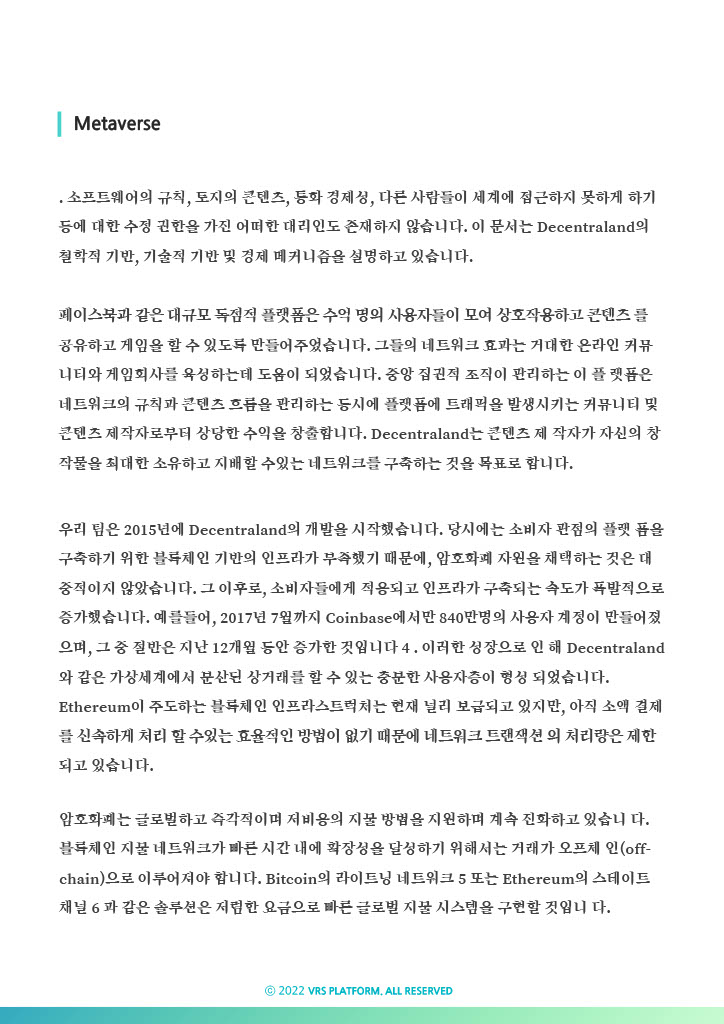 Metaverse
. 소프트웨어의 규칙, 토지의 콘텐츠, 통화 경제성, 다른 사람들이 세계에 접근하지 못하게 하기
등에 대한 수정 권한을 가진 어떠한 대리인도 존재하지 않습니다. 이 문서는 Decentraland의
철학적 기반, 기술적 기반 및 경제 메커니즘을 설명하고 있습니다.
페이스북과 같은 대규모 독점적 플랫폼은 수억 명의 사용자들이 모여 상호작용하고 콘텐츠 를
공유하고 게임을 할 수 있도록 만들어주었습니다. 그들의 네트워크 효과는 거대한 온라인 커뮤
니티와 게임회사를 육성하는데 도움이 되었습니다. 중앙 집권적 조직이 관리하는 이 플 랫폼은
네트워크의 규칙과 콘텐츠 흐름을 관리하는 동시에 플랫폼에 트래픽을 발생시키는 커뮤니티 및
콘텐츠 제작자로부터 상당한 수익을 창출합니다. Decentraland는 콘텐츠 제 작자가 자신의 창
작물을 최대한 소유하고 지배할 수있는 네트워크를 구축하는 것을 목표로 합니다.
우리 팀은 2015년에 Decentraland의 개발을 시작했습니다. 당시에는 소비자 관점의 플랫 폼을
구축하기 위한 블록체인 기반의 인프라가 부족했기 때문에, 암호화폐 자원을 채택하는 것은 대
중적이지 않았습니다. 그 이후로, 소비자들에게 적용되고 인프라가 구축되는 속도가 폭발적으로
증가했습니다. 예를들어, 2017년 7월까지 Coinbase에서만 840만명의 사용자 계정이 만들어졌
으며, 그 중 절반은 지난 12개월 동안 증가한 것입니다 4 . 이러한 성장으로 인 해 Decentraland
와 같은 가상세계에서 분산된 상거래를 할 수 있는 충분한 사용자층이 형성 되었습니다.
Ethereum이 주도하는 블록체인 인프라스트럭처는 현재 널리 보급되고 있지만, 아직 소액 결제
를 신속하게 처리 할 수있는 효율적인 방법이 없기 때문에 네트워크 트랜잭션 의 처리량은 제한
되고 있습니다.
암호화폐는 글로벌하고 즉각적이며 저비용의 지불 방법을 지원하며 계속 진화하고 있습니 다.
블록체인 지불 네트워크가 빠른 시간 내에 확장성을 달성하기 위해서는 거래가 오프체 인(off-
chain)으로 이루어져야 합니다. Bitcoin의 라이트닝 네트워크 5 또는 Ethereum의 스테이트
채널 6 과 같은 솔루션은 저렴한 요금으로 빠른 글로벌 지불 시스템을 구현할 것입니 다.
ⓒ 2022 VRS PLATFORM. ALL RESERVED